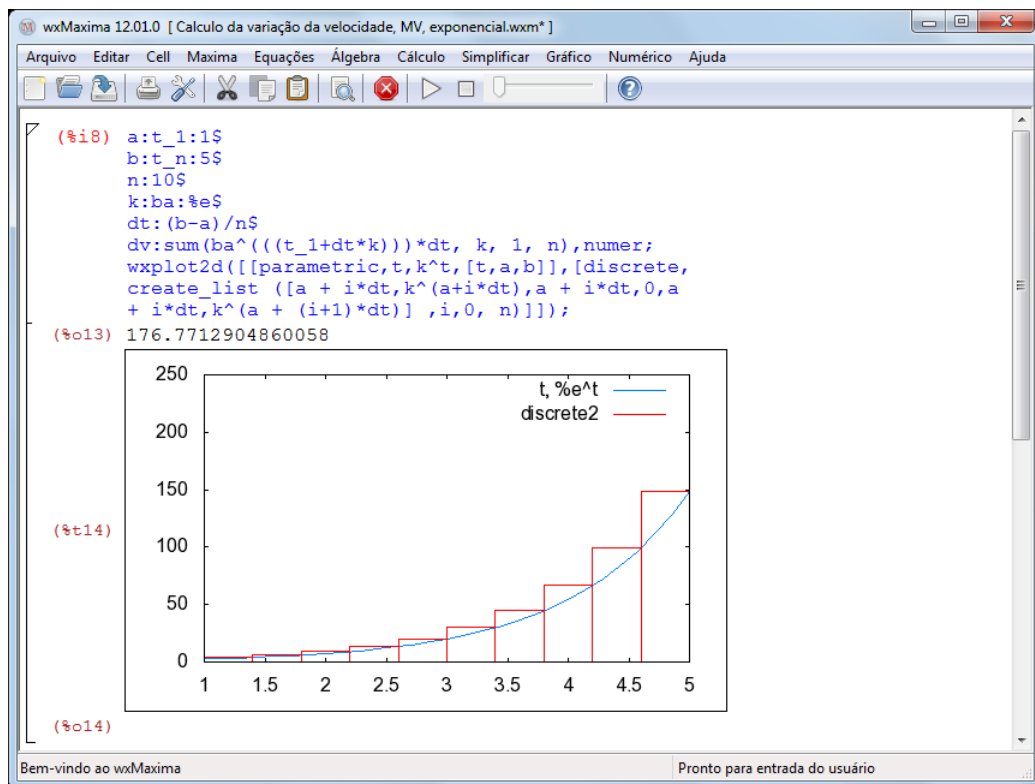 wxMaxima 12.01.0 [ Calculo da variação da velocidade, MV, exponencial.wxm* ]
Arquivo Editar Cell Maxima Equações Álgebra Cálculo Simplificar Gráfico Numérico Ajuda
(%i8) a:t_1:1$
b:t_n:5$
n:10$
k:ba:%e$
dt:(b-a)/n$
dv:sum(ba^(((t_1+dt*k)))*dt, k, 1, n),numer;
wxplot2d([[parametric,t,k^t,[t,a,b]],[discrete,
create_list ([a + i*dt,k^(a+i*dt),a + i*dt,0,a
+ i*dt,k^(a + (i+1)*dt)] ,i,0, n)]]);
(%o13) 176.7712904860058
250
200
150
100
50
0
t, %e^t
discrete2
(%t14)
1 1.5 2 2.5 3 3.5 4 4.5 5
(%o14)
Bem-vindo ao wxMaxima
Pronto para entrada do usuário